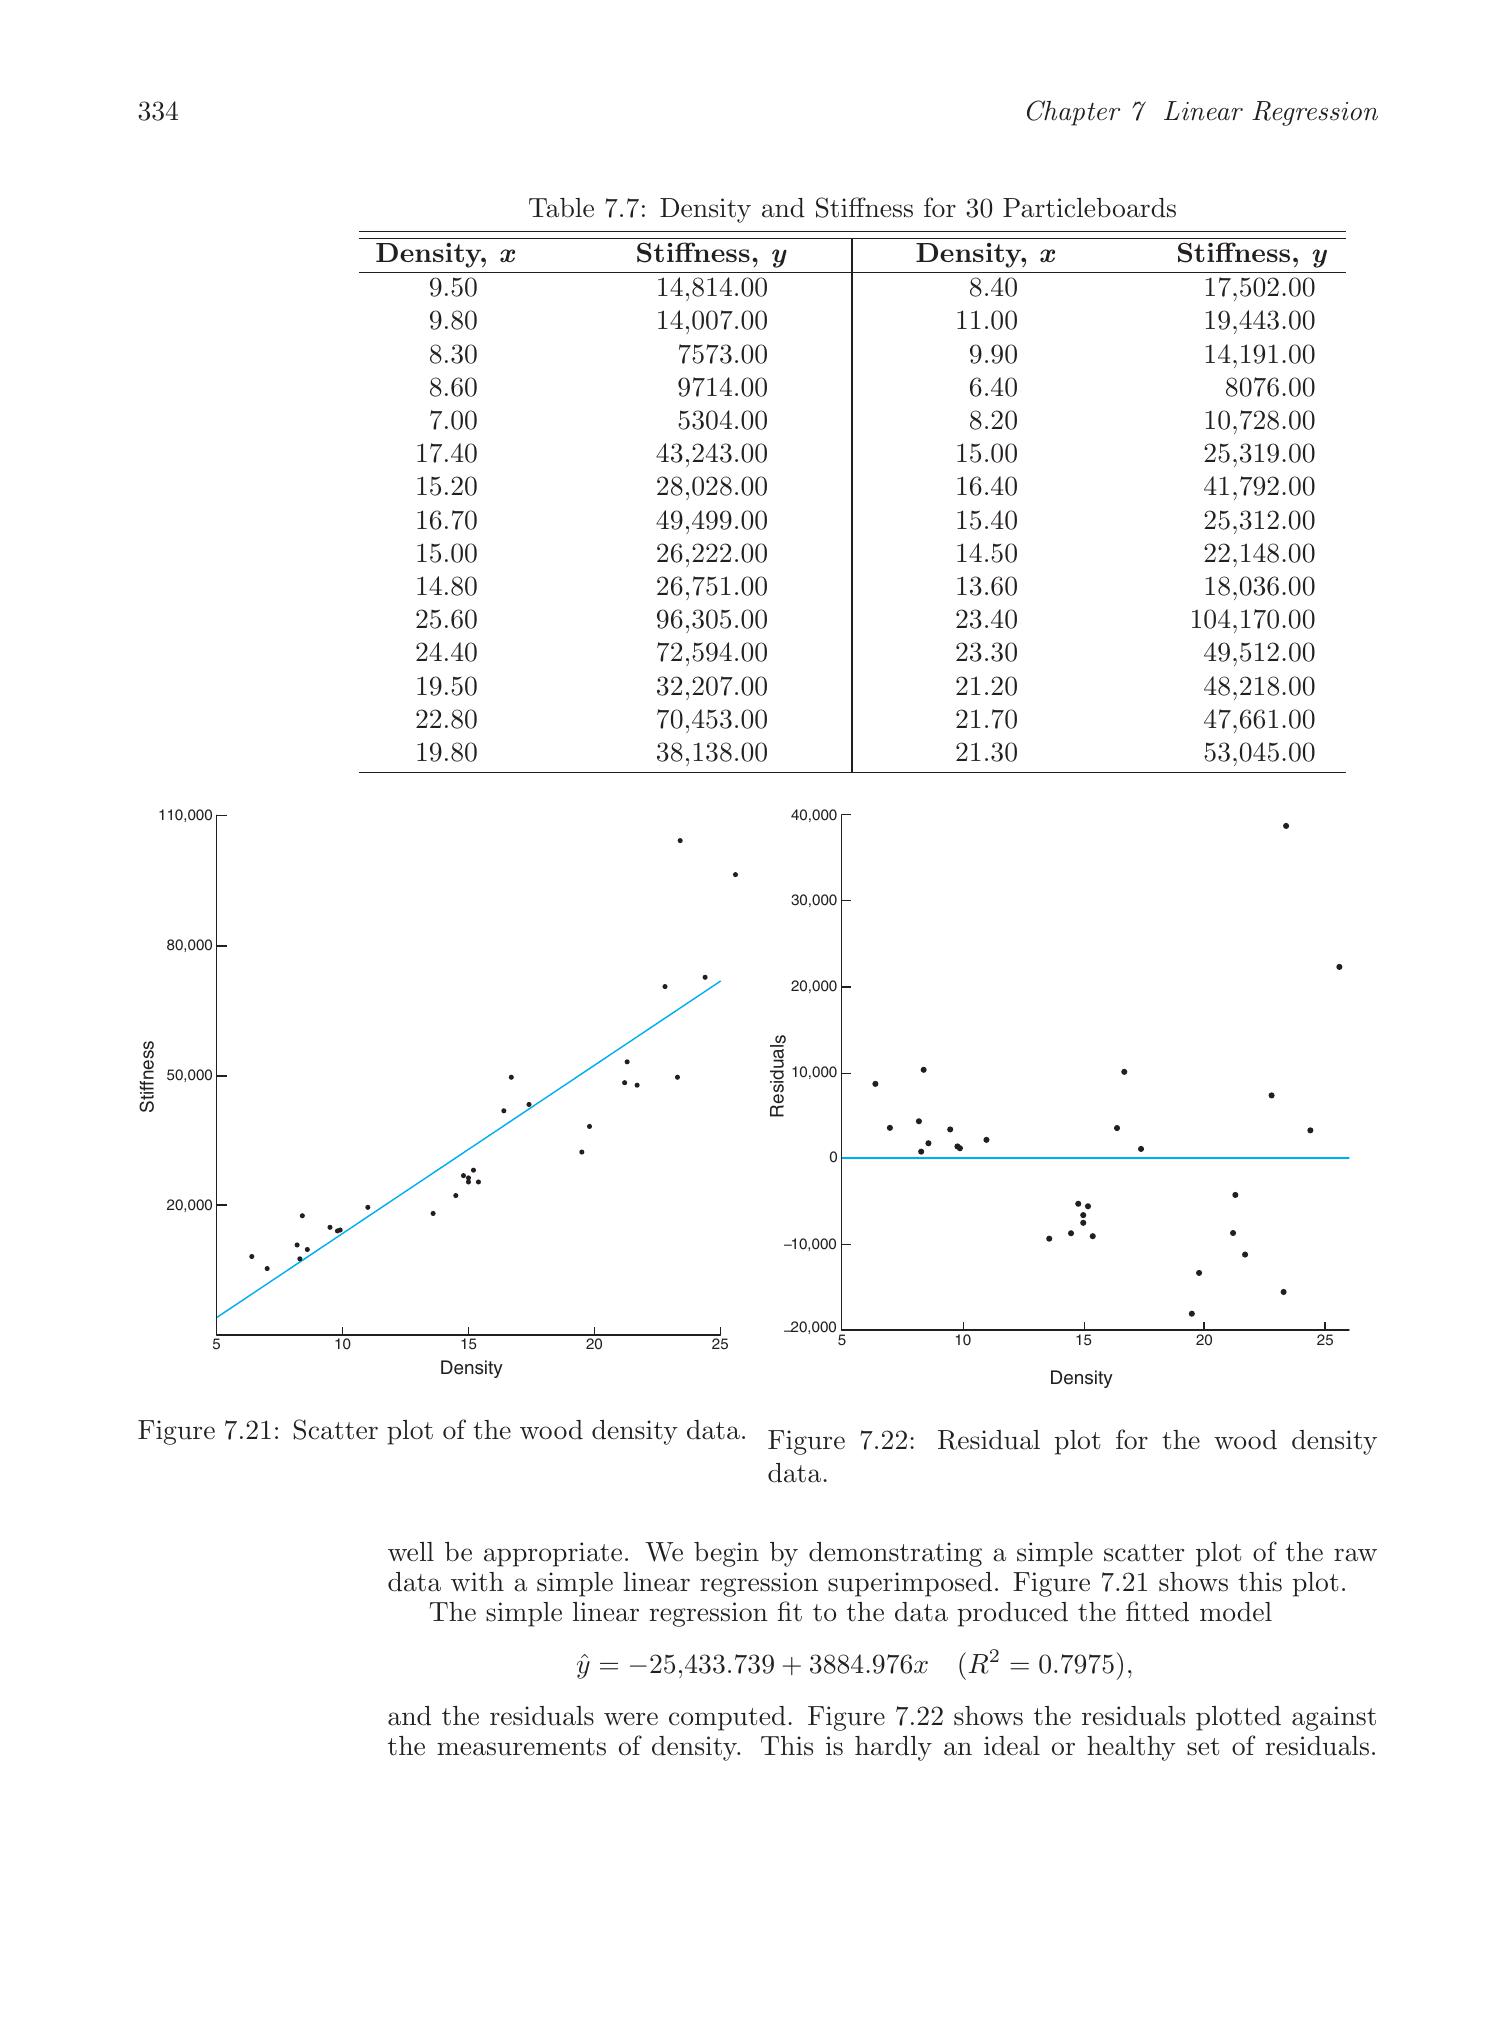 334
Chapter 7 Linear Regression
Table 7.7: Density and Stiffness for 30 Particleboards
Density, x Stiffness, y Density, x Stiffness, y
9.50 14,814.00 8.40 17,502.00
9.80 14,007.00 11.00 19,443.00
8.30 7573.00 9.90 14,191.00
8.60 9714.00 6.40 8076.00
7.00 5304.00 8.20 10,728.00
17.40 43,243.00 15.00 25,319.00
15.20 28,028.00 16.40 41,792.00
16.70 49,499.00 15.40 25,312.00
15.00 26,222.00 14.50 22,148.00
14.80 26,751.00 13.60 18,036.00
25.60 96,305.00 23.40 104,170.00
24.40 72,594.00 23.30 49,512.00
19.50 32,207.00 21.20 48,218.00
22.80 70,453.00 21.70 47,661.00
19.80 38,138.00 21.30 53,045.00
110,000
80,000
50,000
20,000
Stiffness
5 10 15 20 25
Density
40,000
30,000
20,000
10,000
0
–10,000
–20,000
Residuals
5 10 15 20 25
Density
Figure 7.21: Scatter plot of the wood density data.
Figure 7.22: Residual plot for the wood density
data.
well be appropriate. We begin by demonstrating a simple scatter plot of the raw
data with a simple linear regression superimposed. Figure 7.21 shows this plot.
The simple linear regression fit to the data produced the fitted model
ŷ = −25,433.739 + 3884.976x (R² = 0.7975),
and the residuals were computed. Figure 7.22 shows the residuals plotted against
the measurements of density. This is hardly an ideal or healthy set of residuals.